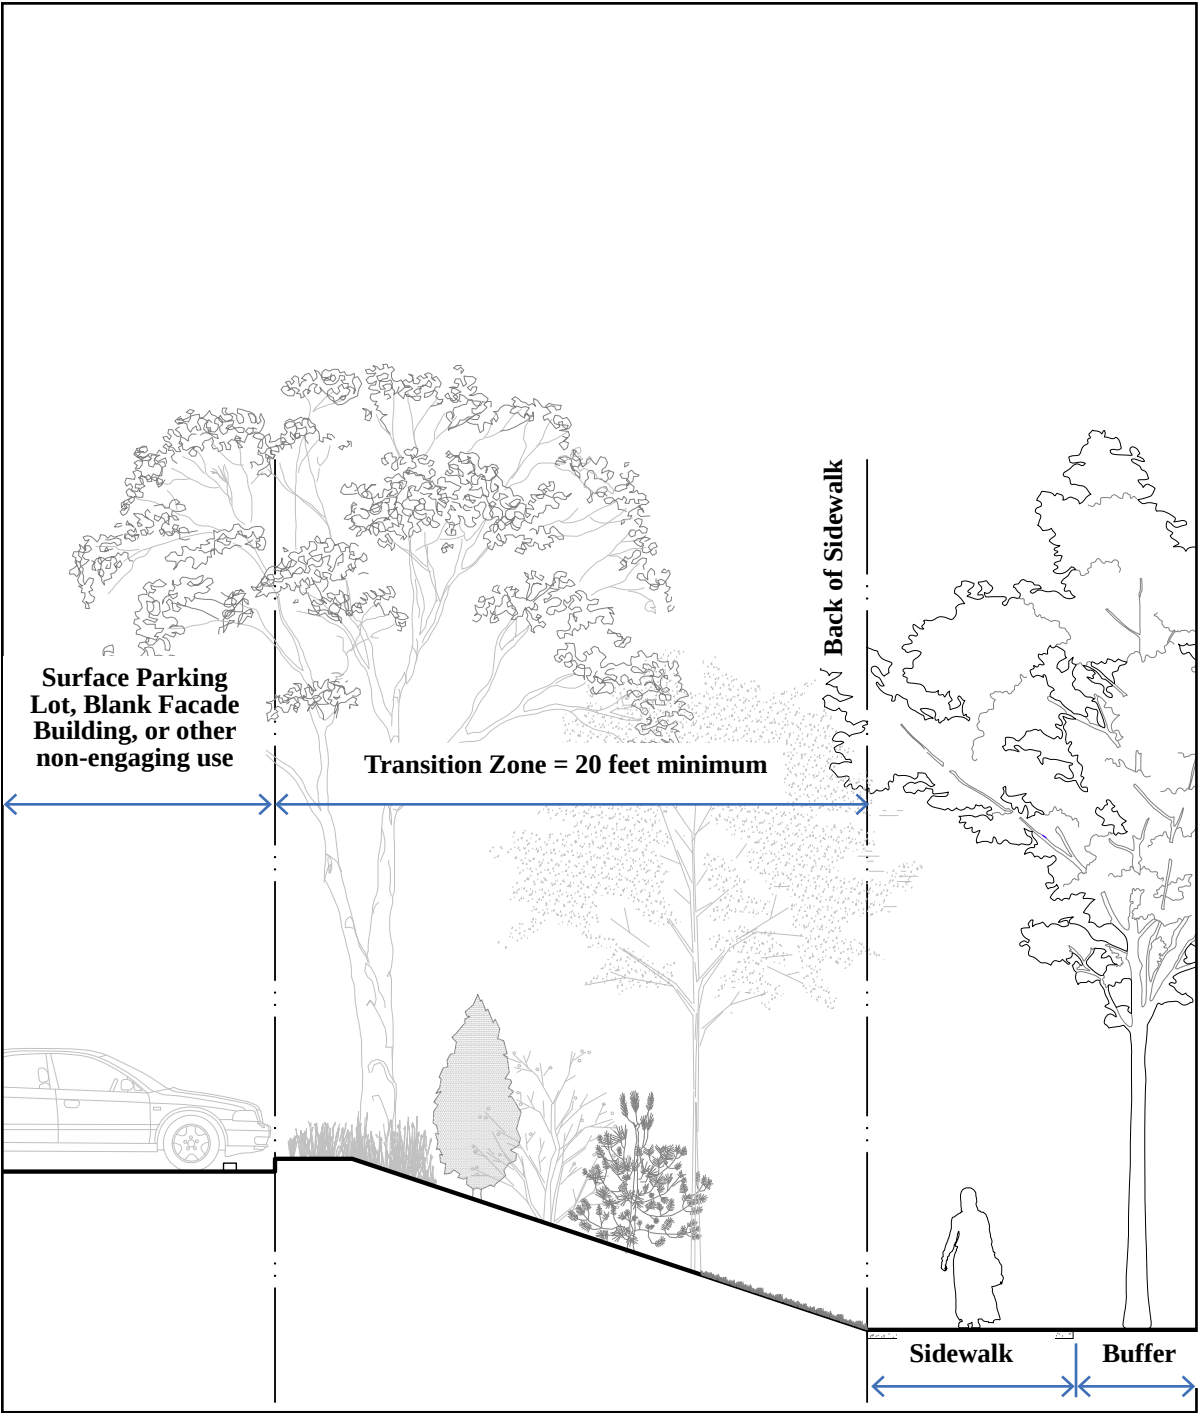 Back of Sidewalk
Surface Parking
Lot, Blank Facade
Building, or other
non-engaging use
Transition Zone = 20 feet minimum
Sidewalk
Buffer